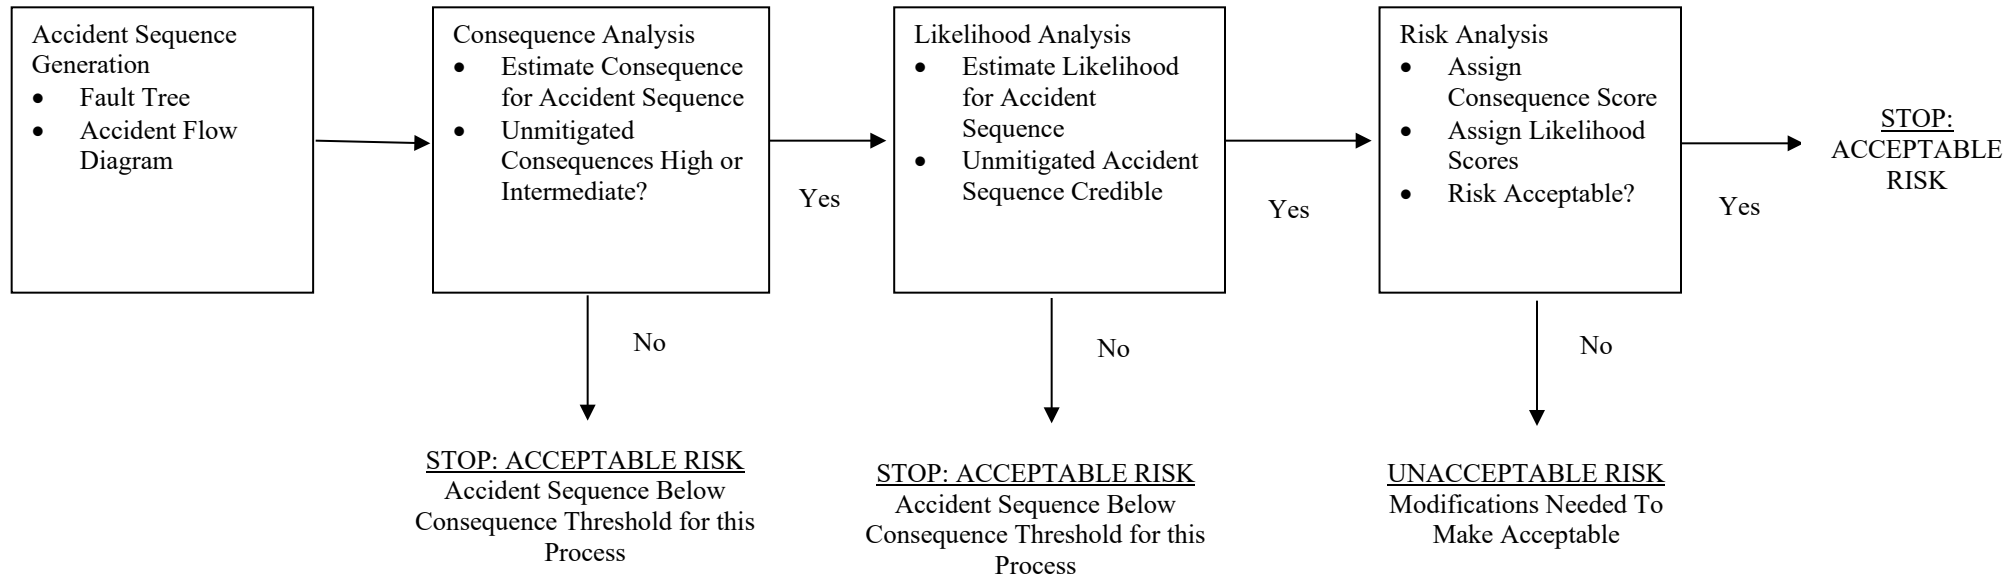 Accident Sequence
Generation
• Fault Tree
• Accident Flow
Diagram
Consequence Analysis
• Estimate Consequence
for Accident Sequence
• Unmitigated
Consequences High or
Intermediate?
Yes
No
STOP: ACCEPTABLE RISK
Accident Sequence Below
Consequence Threshold for this
Process
Likelihood Analysis
• Estimate Likelihood
for Accident
Sequence
• Unmitigated Accident
Sequence Credible
Yes
No
STOP: ACCEPTABLE RISK
Accident Sequence Below
Consequence Threshold for this
Process
Risk Analysis
• Assign
Consequence Score
• Assign Likelihood
Scores
• Risk Acceptable?
Yes
No
UNACCEPTABLE RISK
Modifications Needed To
Make Acceptable
STOP:
ACCEPTABLE
RISK